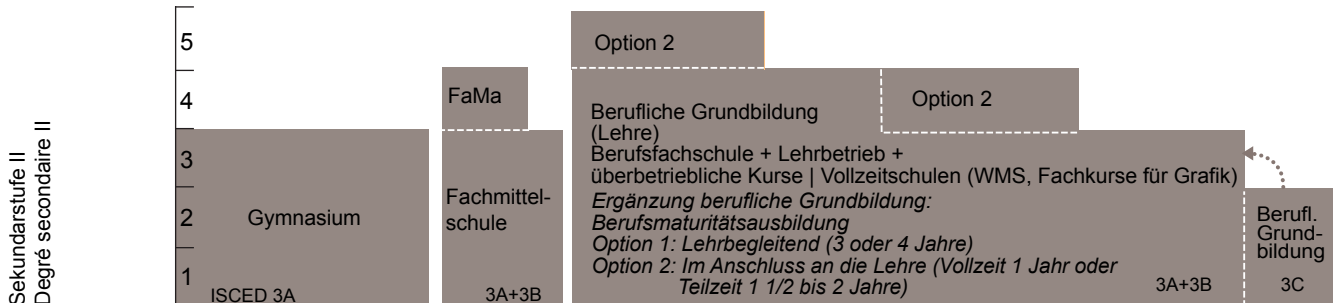 Sekundarstufe II
Degré secondaire II
5
4
3
2
1
Gymnasium
ISCED 3A
FaMa
Fachmittel-
schule
3A+3B
Option 2
Option 2
Berufliche Grundbildung
(Lehre)
Berufsfachschule + Lehrbetrieb +
überbetriebliche Kurse | Vollzeitschulen (WMS, Fachkurse für Grafik)
Ergänzung berufliche Grundbildung:
Berufsmaturitätsausbildung
Option 1: Lehrbegleitend (3 oder 4 Jahre)
Option 2: Im Anschluss an die Lehre (Vollzeit 1 Jahr oder
Teilzeit 1 1/2 bis 2 Jahre)
3A+3B
Berufl.
Grund-
bildung
3C